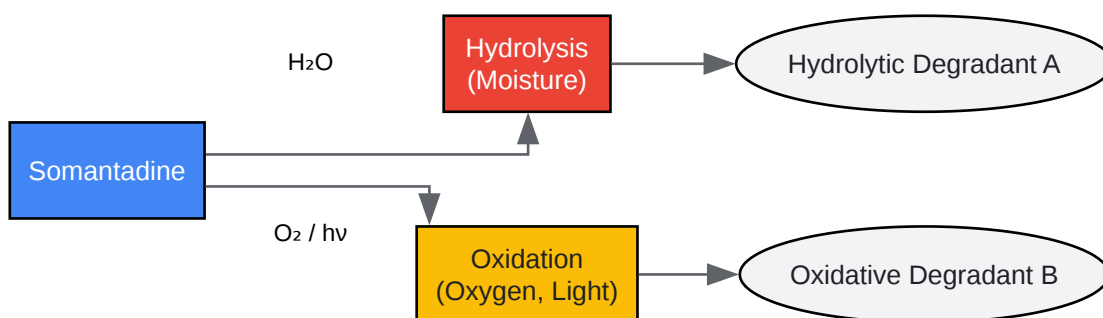 H₂O
Hydrolysis
(Moisture)
Hydrolytic Degradant A
Somantadine
O₂ / hν
Oxidation
(Oxygen, Light)
Oxidative Degradant B